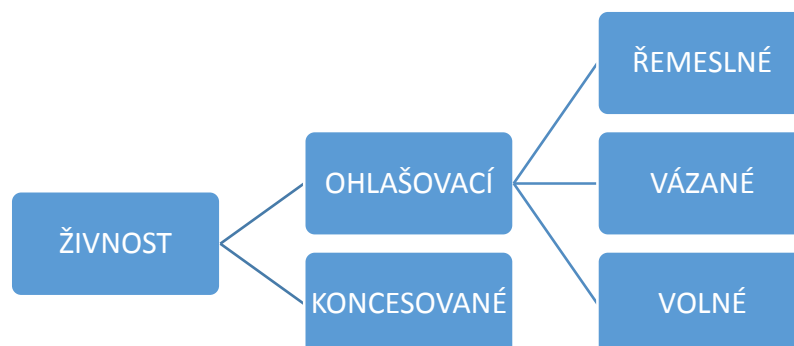 ŽIVNOST
OHLAŠOVACÍ
KONCESOVANÉ
ŘEMESLNÉ
VÁZANÉ
VOLNÉ